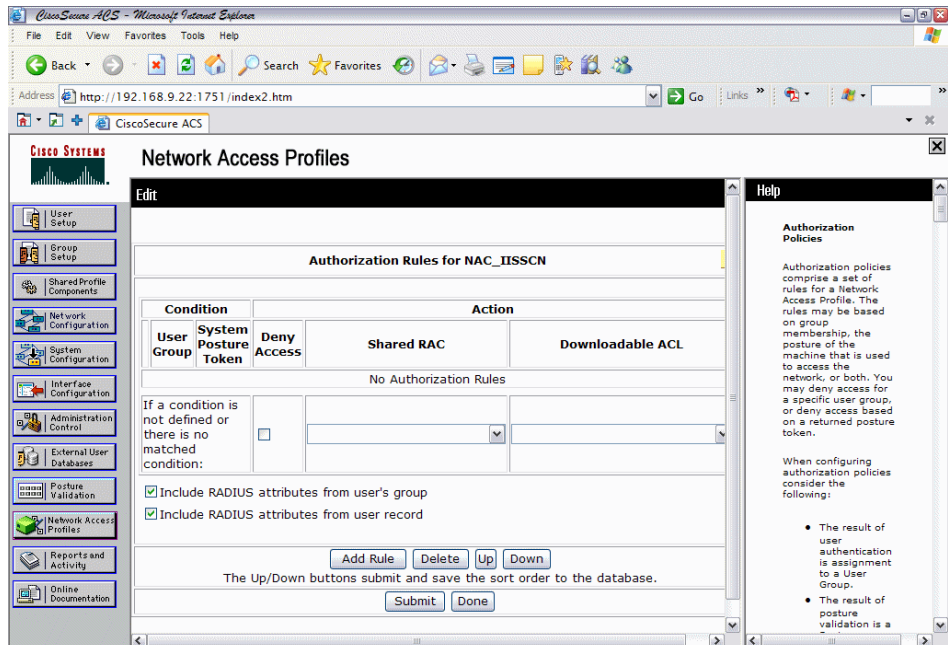 CiscoSecure ACS - Microsoft Internet Explorer
File Edit View Favorites Tools Help
Back Search Favorites
Address http://192.168.9.22:1751/index2.htm Go Links »
CiscoSecure ACS
CISCO SYSTEMS
Network Access Profiles
User Setup
Group Setup
Shared Profile Components
Network Configuration
System Configuration
Interface Configuration
Administration Control
External User Databases
Posture Validation
Network Access Profiles
Reports and Activity
Online Documentation
Edit
Authorization Rules for NAC_IISSCN
Condition Action
User Group System Posture Token Deny Access Shared RAC Downloadable ACL
No Authorization Rules
If a condition is
not defined or
there is no
matched
condition:
Include RADIUS attributes from user's group
Include RADIUS attributes from user record
Add Rule Delete Up Down
The Up/Down buttons submit and save the sort order to the database.
Submit Done
Help
Authorization
Policies
Authorization policies
comprise a set of
rules for a Network
Access Profile. The
rules may be based
on group
membership, the
posture of the
machine that is used
to access the
network, or both. You
may deny access for
a specific user group,
or deny access based
on a returned posture
token.
When configuring
authorization policies
consider the
following:
• The result of
user
authentication
is assignment
to a User
Group.
• The result of
posture
validation is a